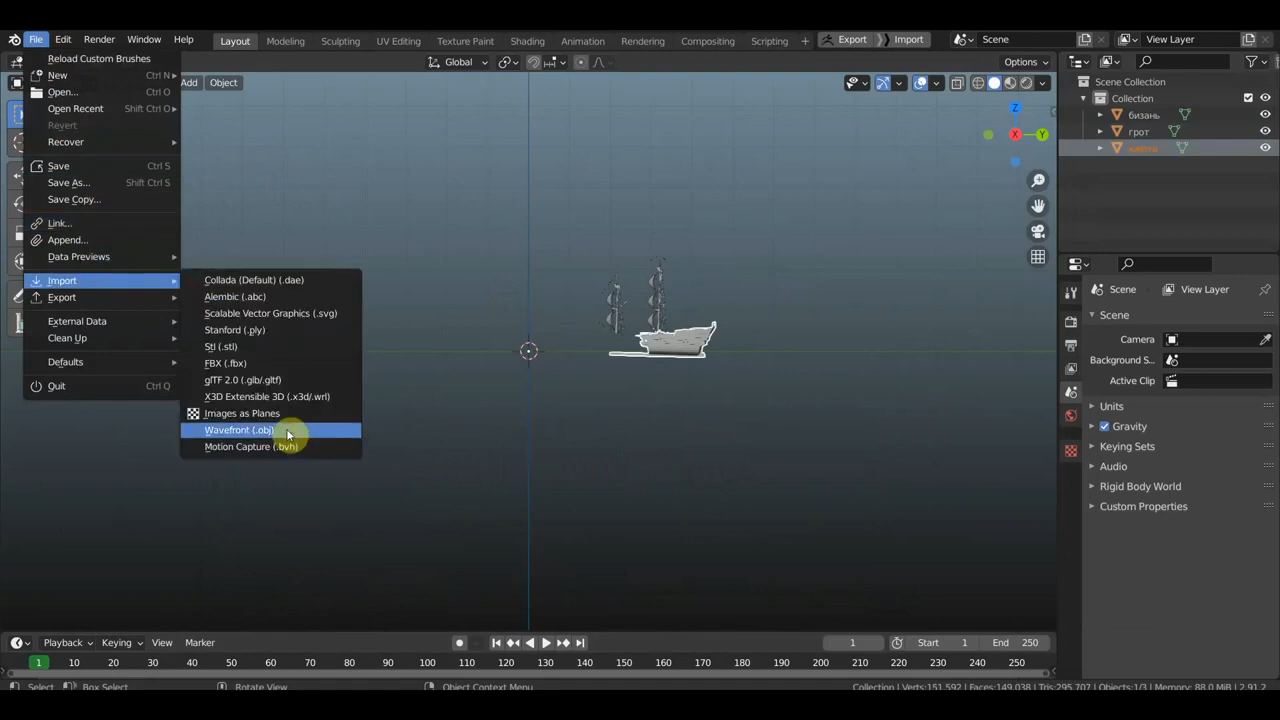 File Edit Render Window Help Layout Modeling Sculpting UV Editing Texture Paint Shading Animation Rendering Compositing Scripting + Export Import Scene View Layer
Global Options
Add Object
Reload Custom Brushes
New Ctrl N
Open... Ctrl O
Open Recent Shift Ctrl O
Revert
Recover
Save Ctrl S
Save As... Shift Ctrl S
Save Copy...
Link...
Append...
Data Previews
Import
Export
External Data
Clean Up
Defaults
Quit Ctrl Q
Collada (Default) (.dae)
Alembic (.abc)
Scalable Vector Graphics (.svg)
Stanford (.ply)
Stl (.stl)
FBX (.fbx)
glTF 2.0 (.glb/.gltf)
X3D Extensible 3D (.x3d/.wrl)
Images as Planes
Wavefront (.obj)
Motion Capture (.bvh)
Z
X
Y
Scene Collection
Collection
бизань
грот
Scene View Layer
Scene
Camera
Background S..
Active Clip
Units
Gravity
Keying Sets
Audio
Rigid Body World
Custom Properties
Playback Keying View Marker 1 Start 1 End 250
1 10 20 30 40 50 60 70 80 90 100 110 120 130 140 150 160 170 180 190 200 210 220 230 240 250
Select Box Select Rotate View Object Context Menu Collection | Verts:151,592 | Faces:149,038 | Tris:295,707 | Objects:1/3 | Memory: 88.0 MiB | 2.91.2